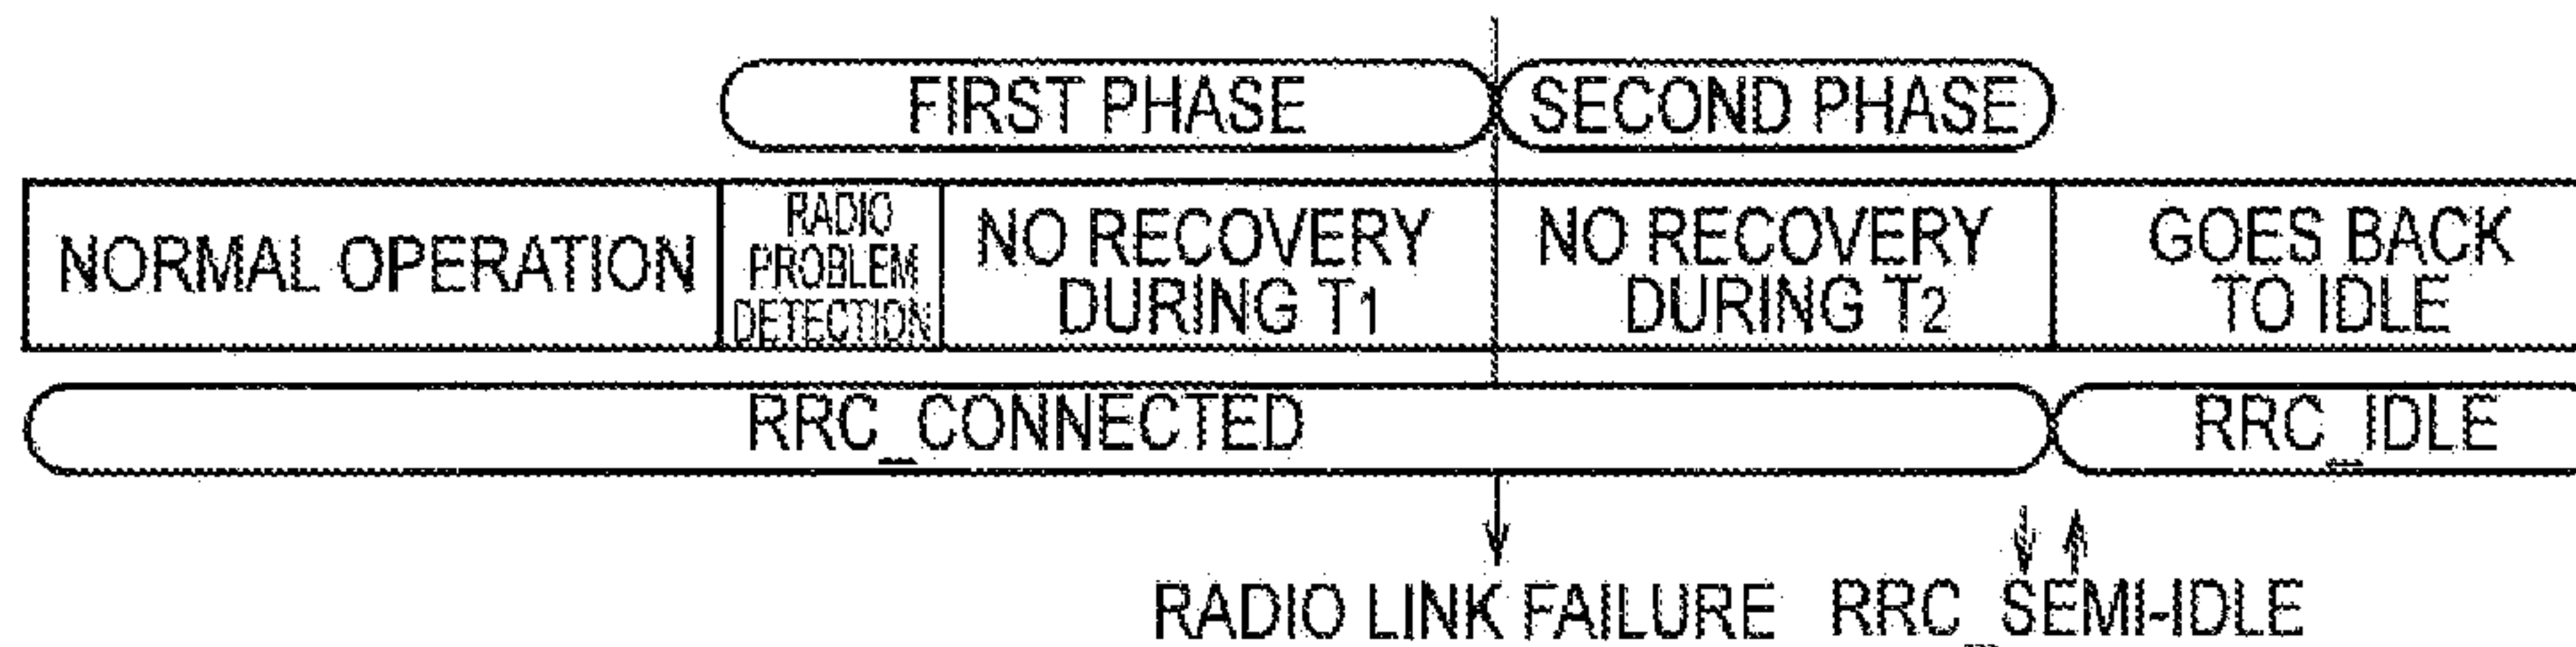 FIRST PHASE SECOND PHASE
NORMAL OPERATION
RADIO
PROBLEM
DETECTION
NO RECOVERY
DURING T1
NO RECOVERY
DURING T2
GOES BACK
TO IDLE
RRC_CONNECTED RRC_IDLE
RADIO LINK FAILURE RRC_SEMI-IDLE